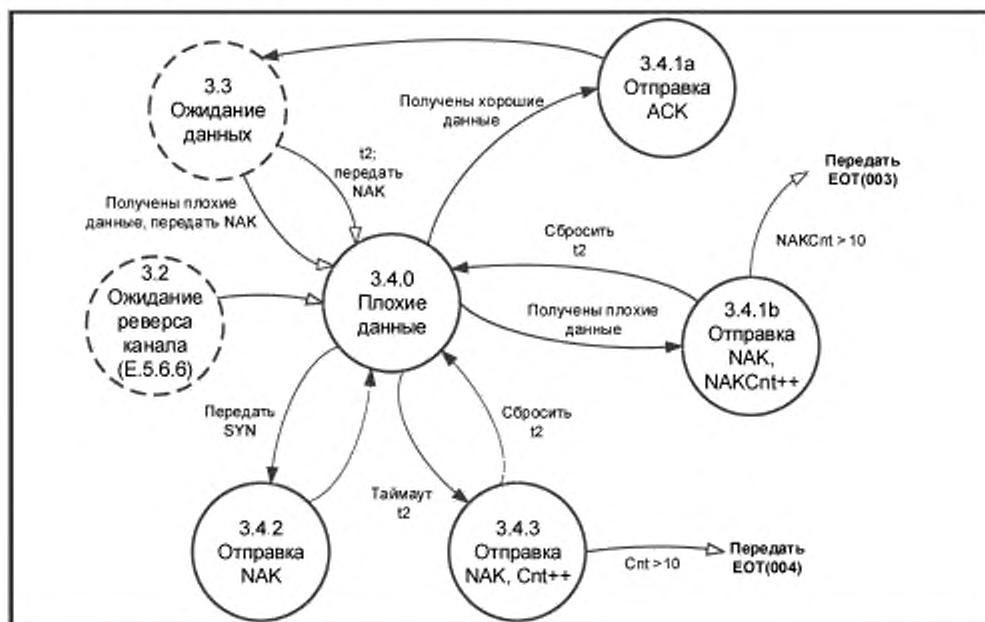 3.3
Ожидание
данных
3.4.1a
Отправка
ACK
Получены хорошие
данные
t2;
передать
NAK
Передать
EOT(003)
Получены плохие
данные, передать NAK
Сбросить
t2
NAKCnt > 10
3.2
Ожидание
реверса
канала
(E.5.6.6)
3.4.0
Плохие
данные
Получены плохие
данные
3.4.1b
Отправка
NAK,
NAKCnt++
Передать
SYN
Сбросить
t2
Таймаут
t2
3.4.2
Отправка
NAK
3.4.3
Отправка
NAK, Cnt++
Cnt >10
Передать
EOT(004)